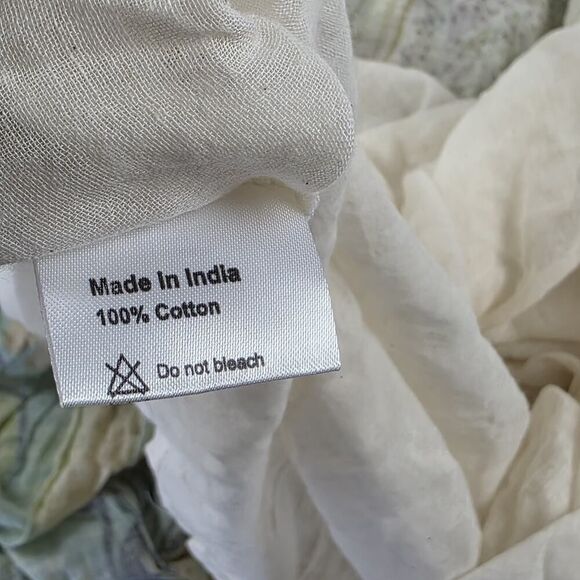 Made in India
100% Cotton
Do not bleach